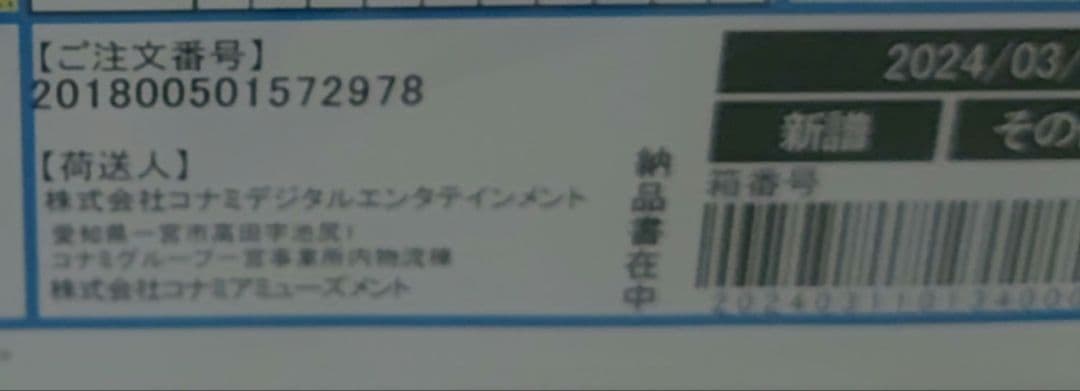 【ご注文番号】
201800501572978
【荷送人】
株式会社コナミデジタルエンタテインメント
愛知県一宮市高田字池尻1
コナミグループ一宮事業所内物流棟
株式会社コナミアミューズメント
納品書在中
2024/03/
新譜
その
箱番号